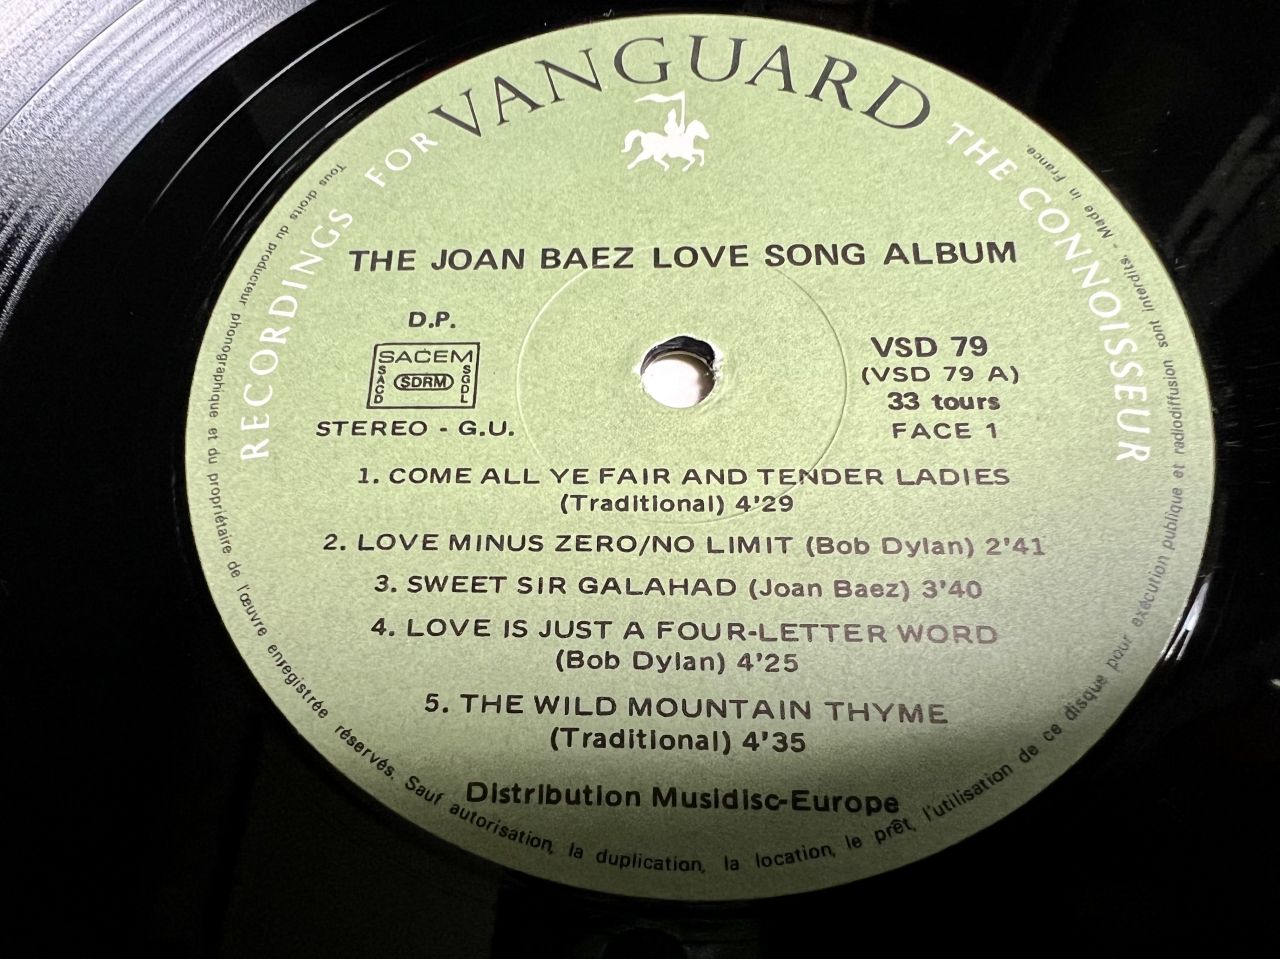 RECORDINGS FOR VANGUARD THE CONNOISSEUR
THE JOAN BAEZ LOVE SONG ALBUM
D.P.
SACEM
SACD
SDRM
SGDL
STEREO - G.U.
VSD 79
(VSD 79 A)
33 tours
FACE 1
1. COME ALL YE FAIR AND TENDER LADIES
(Traditional) 4'29
2. LOVE MINUS ZERO/NO LIMIT (Bob Dylan) 2'41
3. SWEET SIR GALAHAD (Joan Baez) 3'40
4. LOVE IS JUST A FOUR-LETTER WORD
(Bob Dylan) 4'25
5. THE WILD MOUNTAIN THYME
(Traditional) 4'35
Distribution Musidisc-Europe
Tous droits du producteur phonographique et du propriétaire de l'œuvre enregistrée réservés. Sauf autorisation, la duplication, la location, le prêt, l'utilisation de ce disque pour exécution publique et radiodiffusion sont interdits. - Made in France.